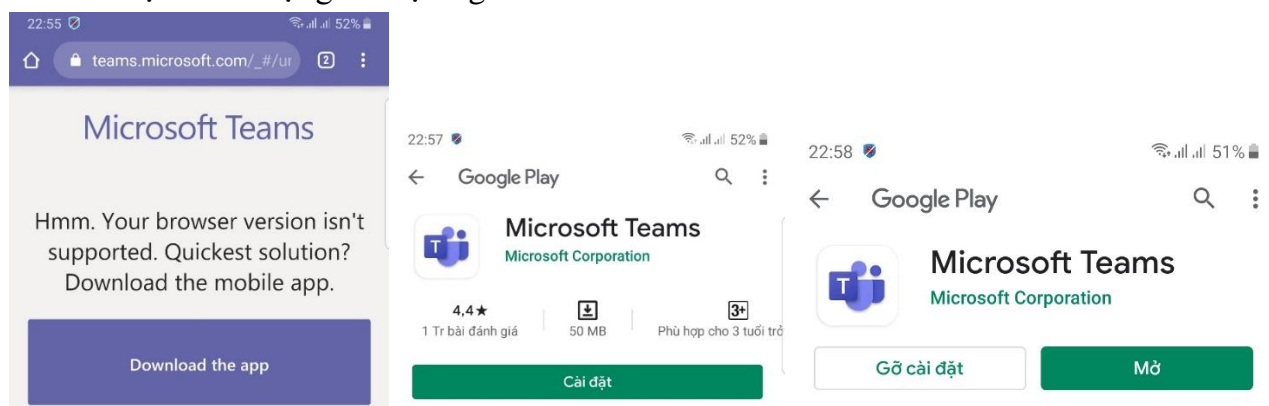 22:55
52%
teams.microsoft.com/_#/ur
2
Microsoft Teams
Hmm. Your browser version isn't
supported. Quickest solution?
Download the mobile app.
Download the app
22:57
52%
Google Play
T
Microsoft Teams
Microsoft Corporation
4,4★
3+
1 Tr bài đánh giá
50 MB
Phù hợp cho 3 tuổi trở
Cài đặt
22:58
51%
Google Play
T
Microsoft Teams
Microsoft Corporation
Gỡ cài đặt
Mở